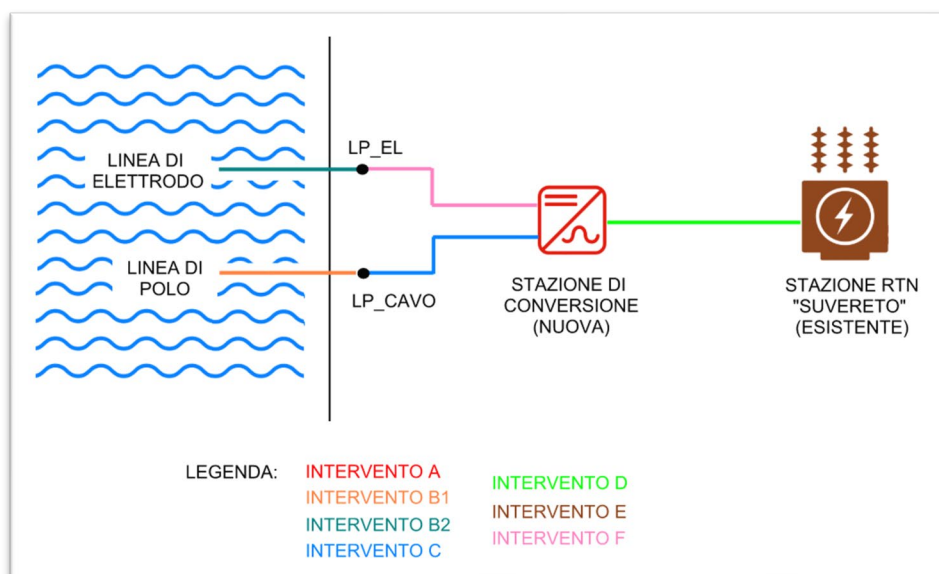 LP_EL
LINEA DI
ELETTRODO
LINEA DI
POLO
LP_CAVO
STAZIONE DI
CONVERSIONE
(NUOVA)
STAZIONE RTN
"SUVERETO"
(ESISTENTE)
LEGENDA:
INTERVENTO A
INTERVENTO B1
INTERVENTO B2
INTERVENTO C
INTERVENTO D
INTERVENTO E
INTERVENTO F